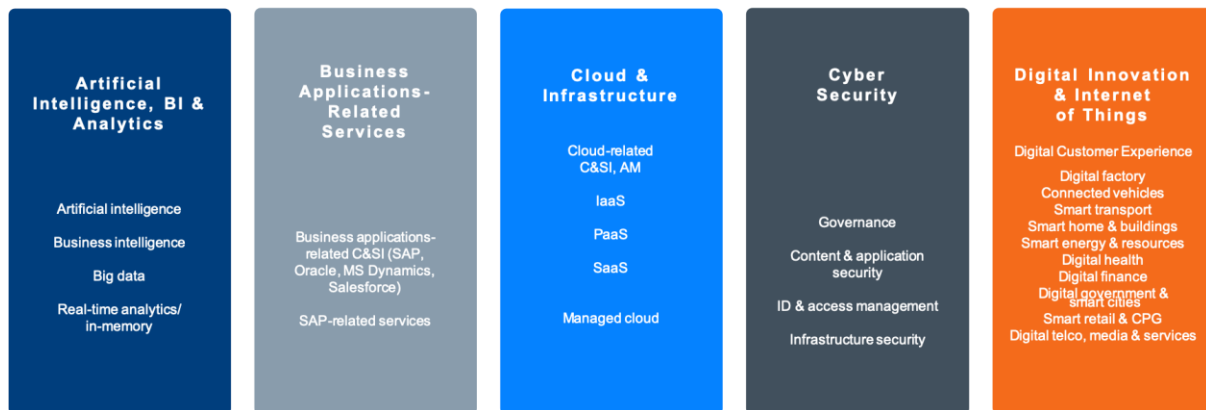 Artificial
Intelligence, BI &
Analytics
Artificial intelligence
Business intelligence
Big data
Real-time analytics/
in-memory
Business
Applications-
Related
Services
Business applications-
related C&SI (SAP,
Oracle, MS Dynamics,
Salesforce)
SAP-related services
Cloud &
Infrastructure
Cloud-related
C&SI, AM
IaaS
PaaS
SaaS
Managed cloud
Cyber
Security
Governance
Content & application
security
ID & access management
Infrastructure security
Digital Innovation
& Internet
of Things
Digital Customer Experience
Digital factory
Connected vehicles
Smart transport
Smart home & buildings
Smart energy & resources
Digital health
Digital finance
Digital government &
smart cities
Smart retail & CPG
Digital telco, media & services